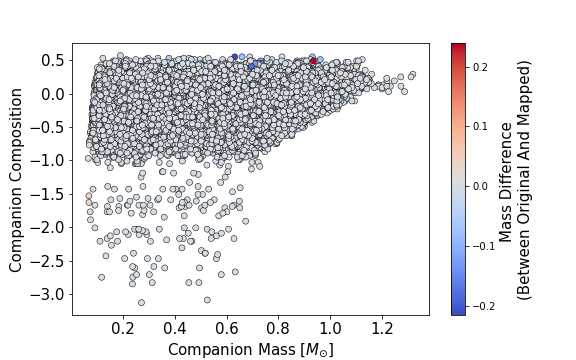 0.5
0.0
−0.5
−1.0
−1.5
−2.0
−2.5
−3.0
Companion Composition
0.2 0.4 0.6 0.8 1.0 1.2
Companion Mass [M⊙]
0.2
0.1
0.0
−0.1
−0.2
Mass Difference
(Between Original And Mapped)